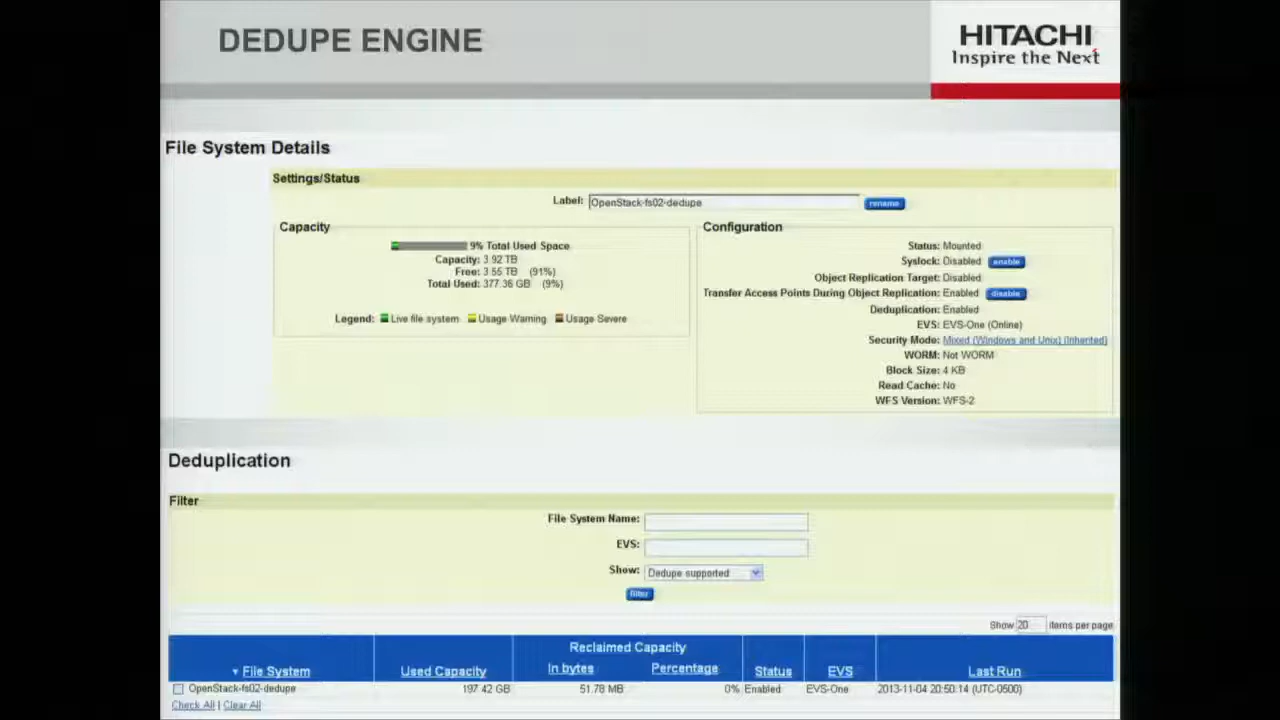 DEDUPE ENGINE
HITACHI
Inspire the Next
File System Details
Settings/Status
Label: OpenStack-fs02-dedupe rename
Capacity
9% Total Used Space
Capacity: 3.92 TB
Free: 3.55 TB (91%)
Total Used: 377.36 GB (9%)
Legend: Live file system Usage Warning Usage Severe
Configuration
Status: Mounted
Syslock: Disabled enable
Object Replication Target: Disabled
Transfer Access Points During Object Replication: Enabled disable
Deduplication: Enabled
EVS: EVS-One (Online)
Security Mode: Mixed (Windows and Unix) (Inherited)
WORM: Not WORM
Block Size: 4 KB
Read Cache: No
WFS Version: WFS-2
Deduplication
Filter
File System Name:
EVS:
Show: Dedupe supported
filter
Show 20 items per page
Reclaimed Capacity
File System Used Capacity In bytes Percentage Status EVS Last Run
OpenStack-fs02-dedupe 197.42 GB 51.78 MB 0% Enabled EVS-One 2013-11-04 20:50:14 (UTC-0500)
Check All | Clear All